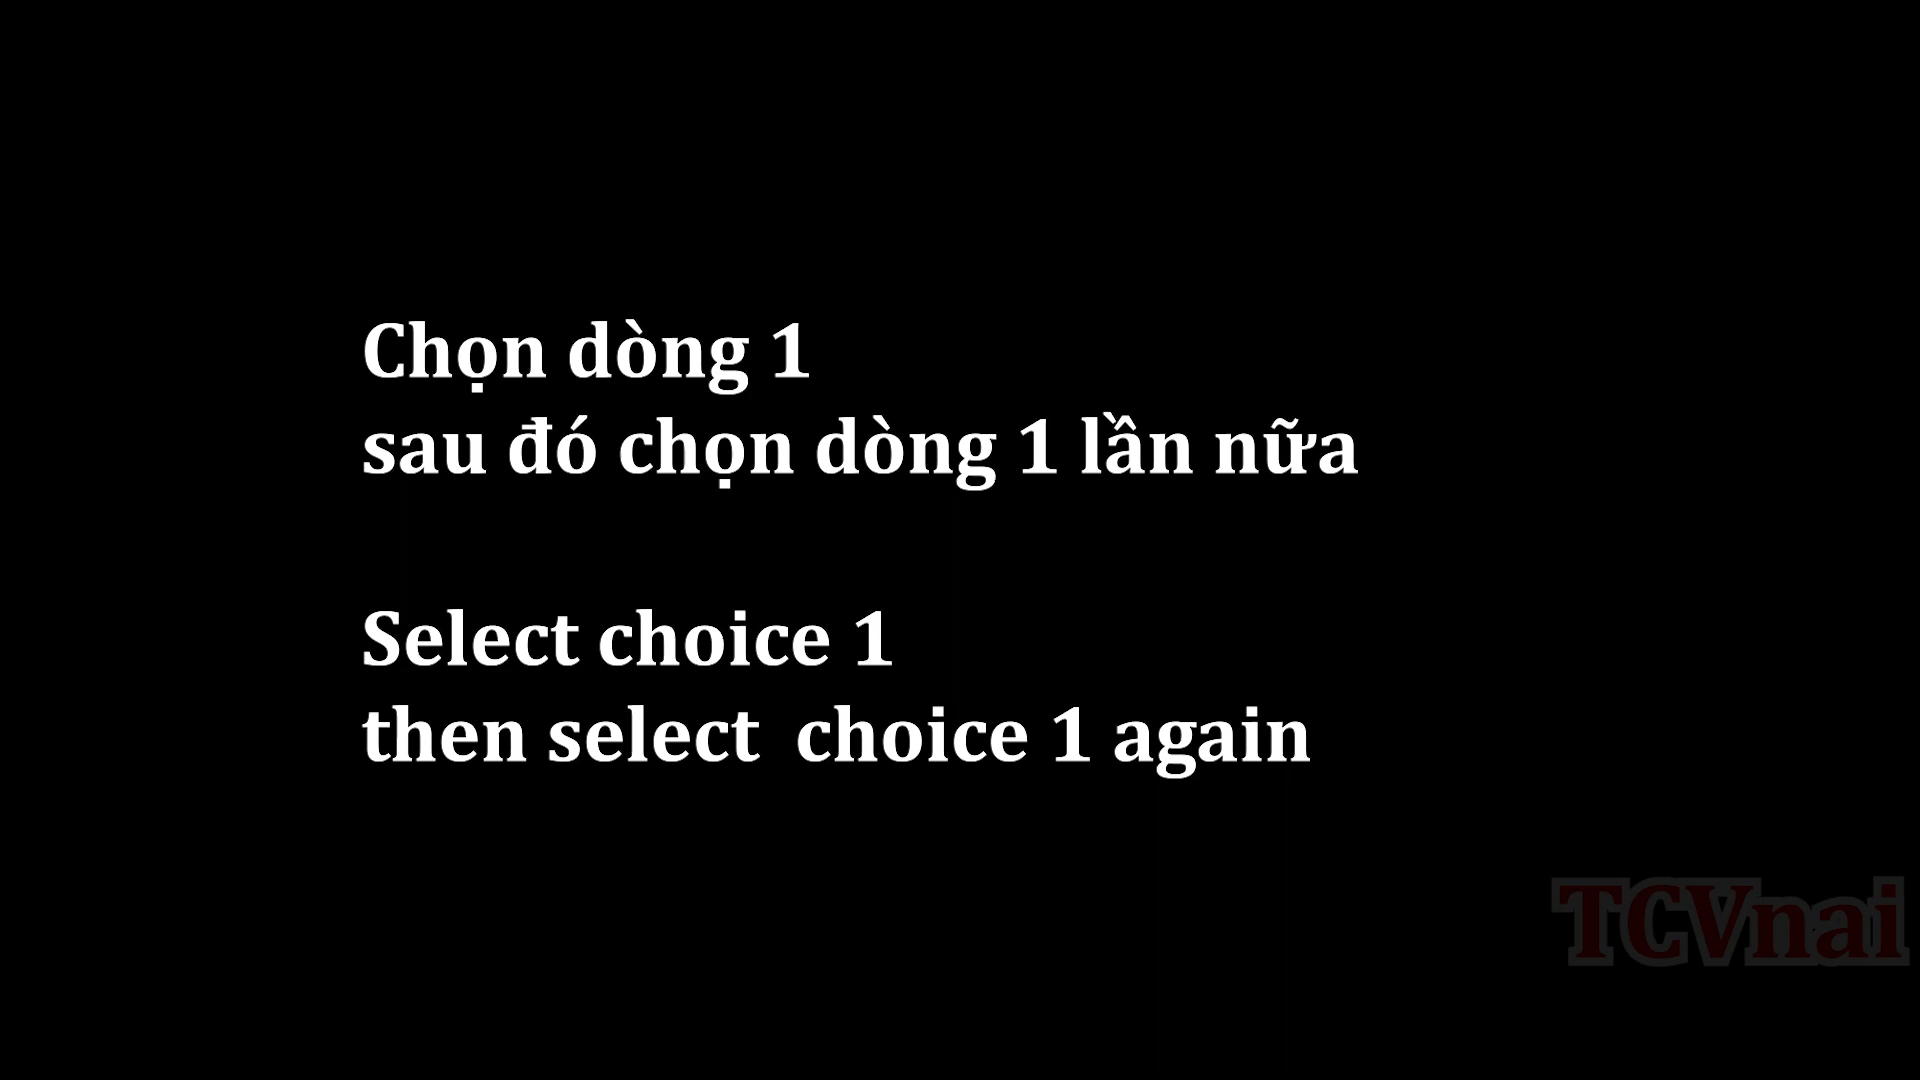 Chọn dòng 1
sau đó chọn dòng 1 lần nữa
Select choice 1
then select  choice 1 again
TCVnai